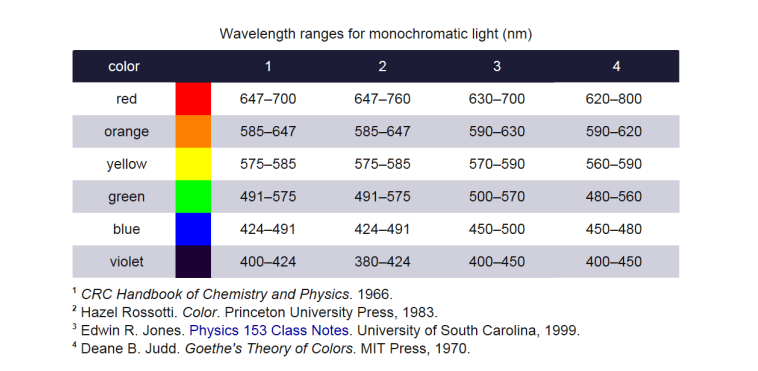 Wavelength ranges for monochromatic light (nm)
color 1 2 3 4
red 647–700 647–760 630–700 620–800
orange 585–647 585–647 590–630 590–620
yellow 575–585 575–585 570–590 560–590
green 491–575 491–575 500–570 480–560
blue 424–491 424–491 450–500 450–480
violet 400–424 380–424 400–450 400–450
1 CRC Handbook of Chemistry and Physics. 1966.
2 Hazel Rossotti. Color. Princeton University Press, 1983.
3 Edwin R. Jones. Physics 153 Class Notes. University of South Carolina, 1999.
4 Deane B. Judd. Goethe's Theory of Colors. MIT Press, 1970.